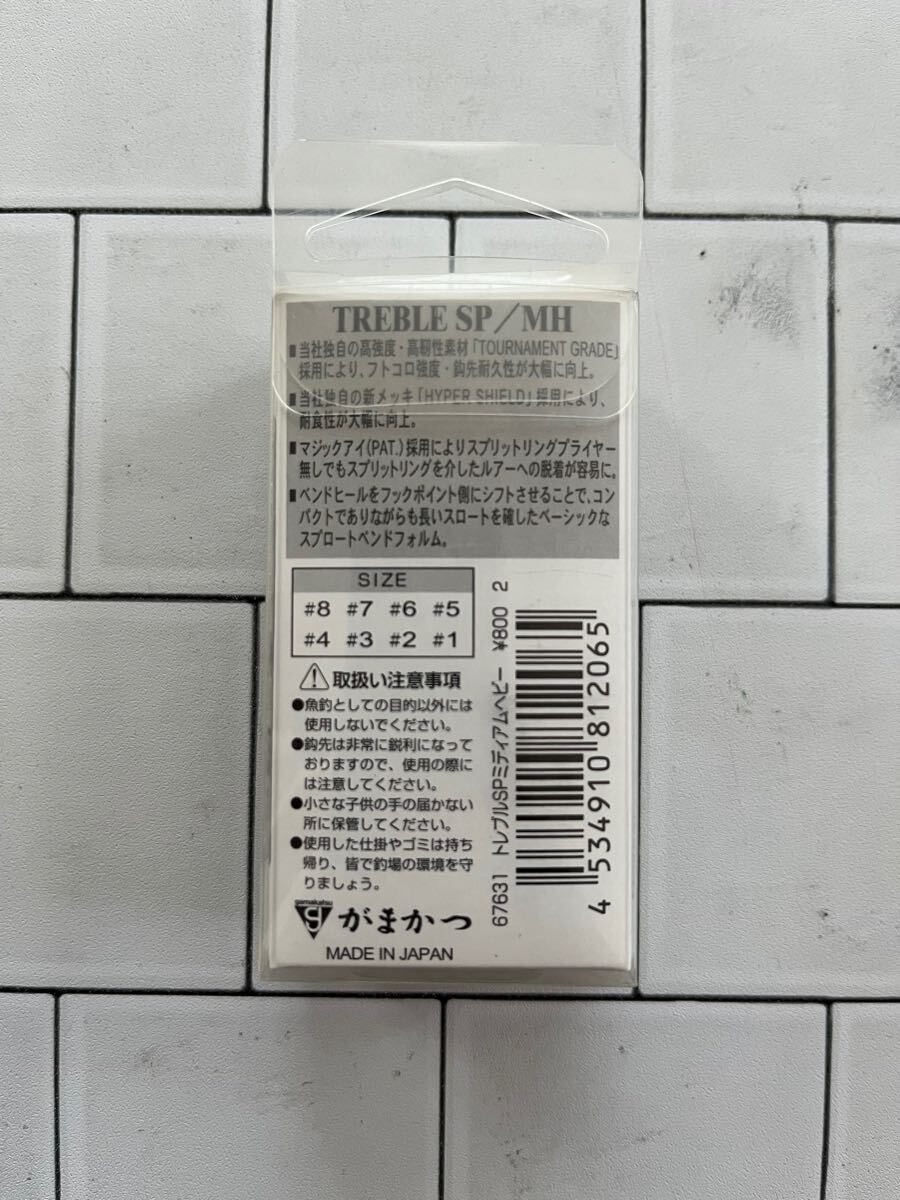 TREBLE SP/MH
■当社独自の高強度・高靭性素材「TOURNAMENT GRADE」
採用により、フトコロ強度・鈎先耐久性が大幅に向上。
■当社独自の新メッキ「HYPER SHIELD」採用により、
耐食性が大幅に向上。
■マジックアイ(PAT.)採用によりスプリットリングプライヤー
無しでもスプリットリングを介したルアーへの脱着が容易に。
■ベンドヒールをフックポイント側にシフトさせることで、コン
パクトでありながらも長いスロートを確したベーシックな
スプロートベンドフォルム。
SIZE
#8 #7 #6 #5
#4 #3 #2 #1
⚠取扱い注意事項
●魚釣としての目的以外には
使用しないでください。
●鈎先は非常に鋭利になって
おりますので、使用の際に
は注意してください。
●小さな子供の手の届かない
所に保管してください。
●使用した仕掛やゴミは持ち
帰り、皆で釣場の環境を守
りましょう。
gamakatsu
がまかつ
MADE IN JAPAN
67631 トレブルSPミディアムヘビー ¥800 2
4 534910 812065